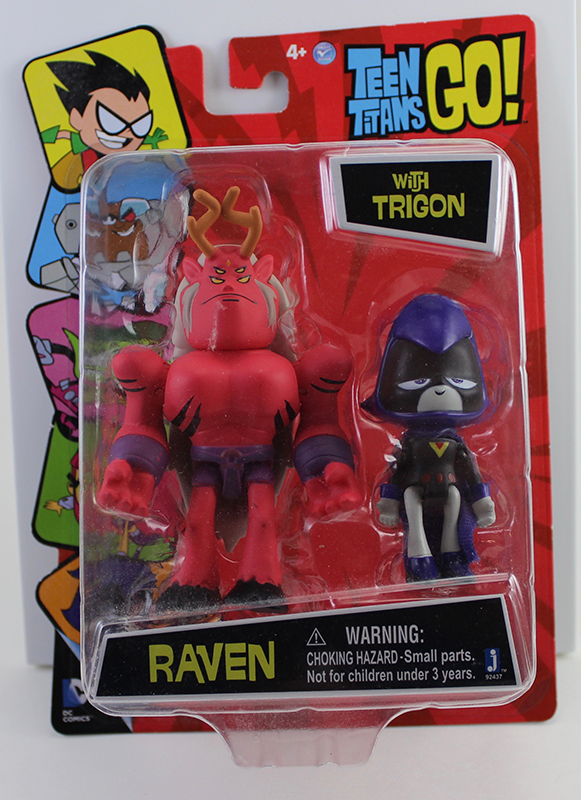 4+
TEEN
TITANS GO!
WITH
TRIGON
RAVEN
WARNING:
CHOKING HAZARD-Small parts.
Not for children under 3 years.
j
TM
92437
DC
COMICS